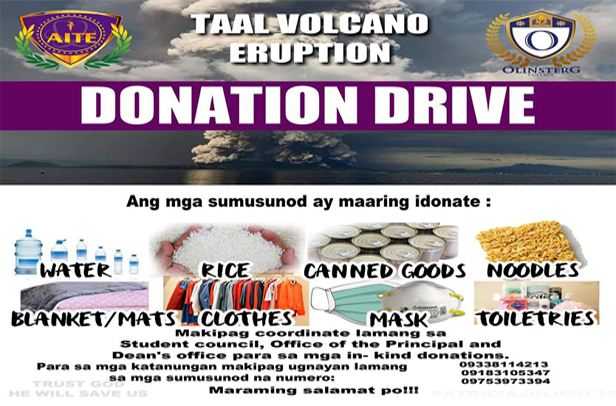 AITE
TAAL VOLCANO
ERUPTION
OLINSTERG
COLLEGE
DONATION DRIVE
Ang mga sumusunod ay maaring idonate :
WATER RICE CANNED GOODS NOODLES
BLANKET/MATS CLOTHES MASK TOILETRIES
Makipag coordinate lamang sa
Student council, Office of the Principal and
Dean's office para sa mga in- kind donations.
Para sa mga katanungan makipag ugnayan lamang
sa mga sumusunod na numero:
09338114213
09183105347
09753973394
Maraming salamat po!!!
TRUST GOD
HE WILL SAVE US